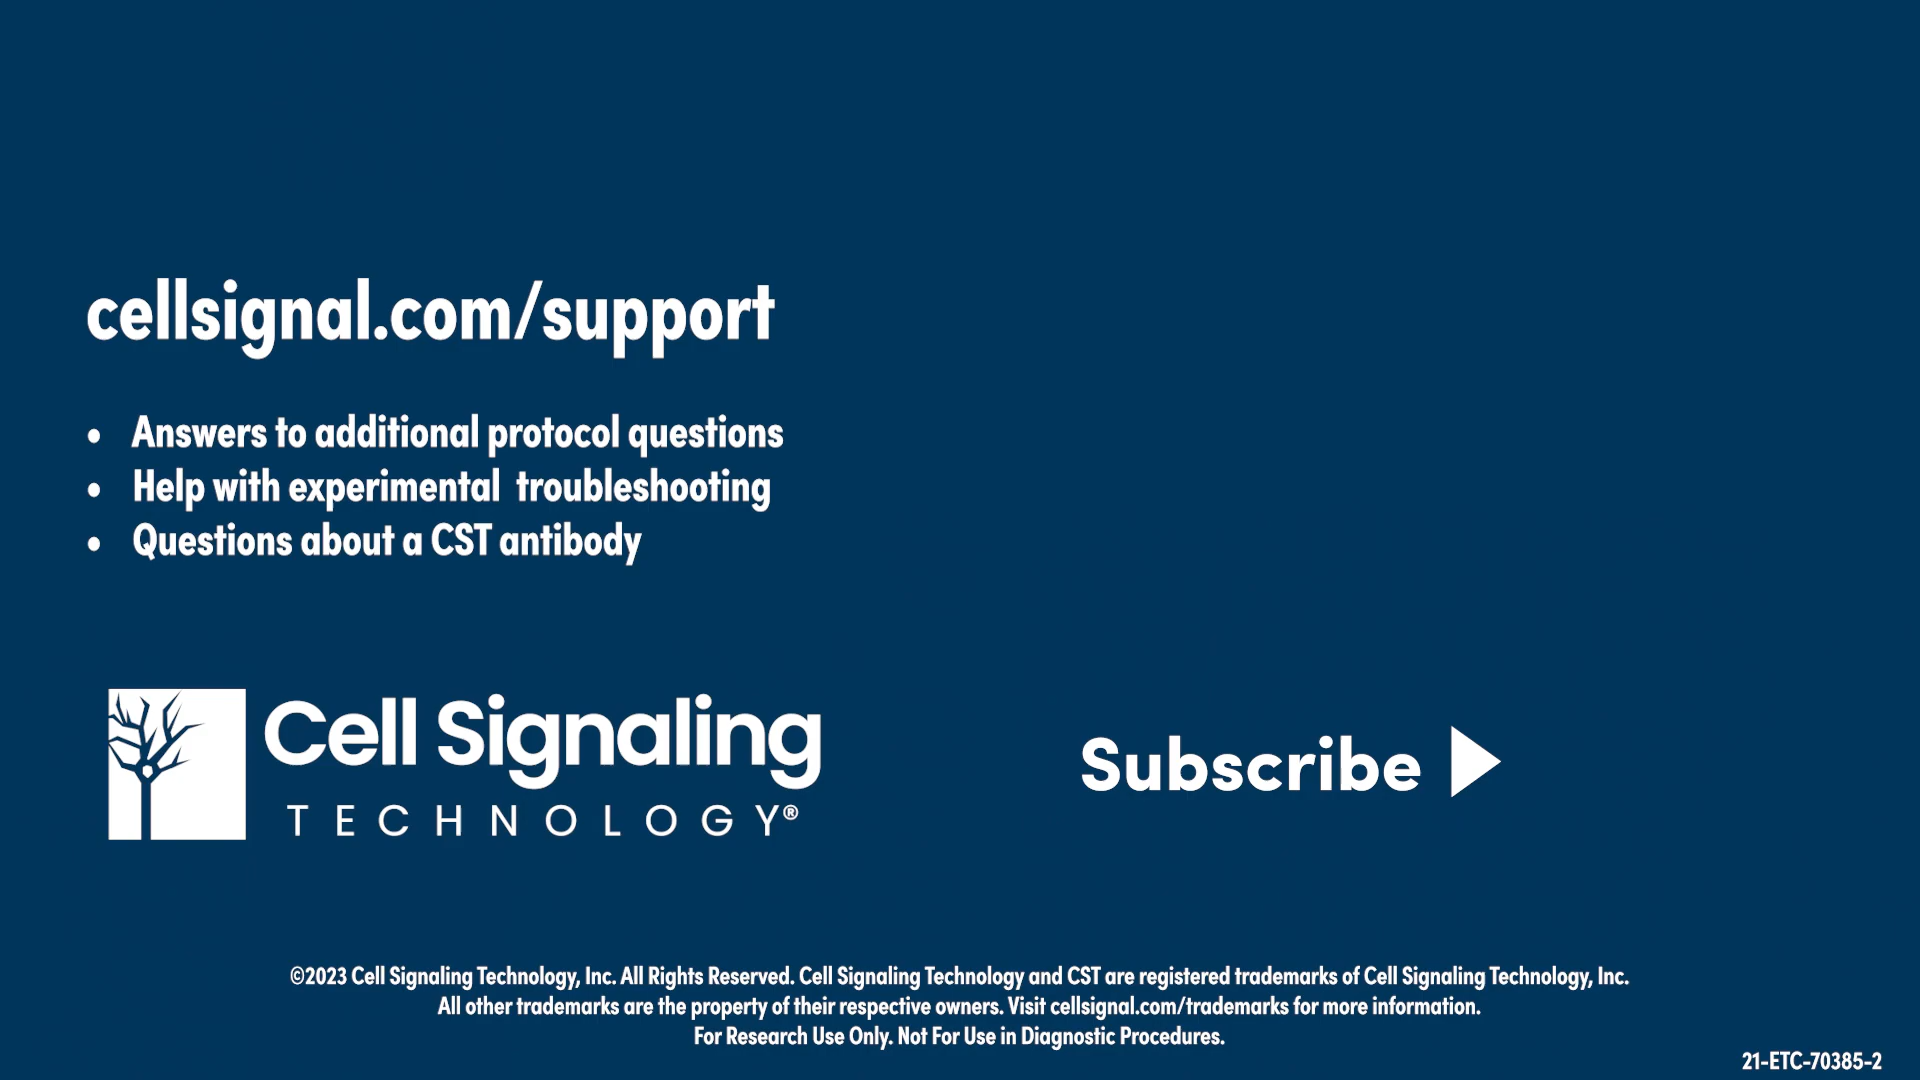 cellsignal.com/support
• Answers to additional protocol questions
• Help with experimental  troubleshooting
• Questions about a CST antibody
Cell Signaling
TECHNOLOGY®
Subscribe
©2023 Cell Signaling Technology, Inc. All Rights Reserved. Cell Signaling Technology and CST are registered trademarks of Cell Signaling Technology, Inc.
All other trademarks are the property of their respective owners. Visit cellsignal.com/trademarks for more information.
For Research Use Only. Not For Use in Diagnostic Procedures.
21-ETC-70385-2